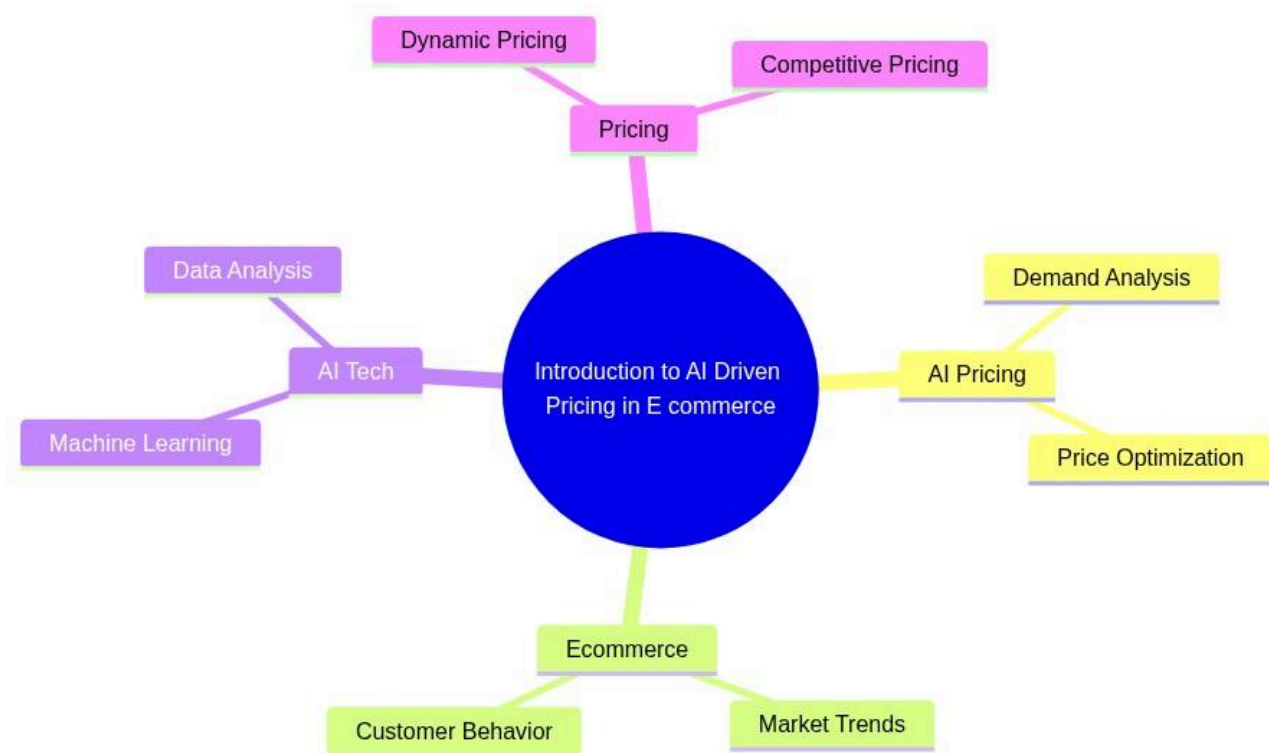 Dynamic Pricing
Competitive Pricing
Pricing
Data Analysis
Demand Analysis
AI Tech
Introduction to AI Driven
Pricing in E commerce
AI Pricing
Machine Learning
Price Optimization
Ecommerce
Customer Behavior
Market Trends